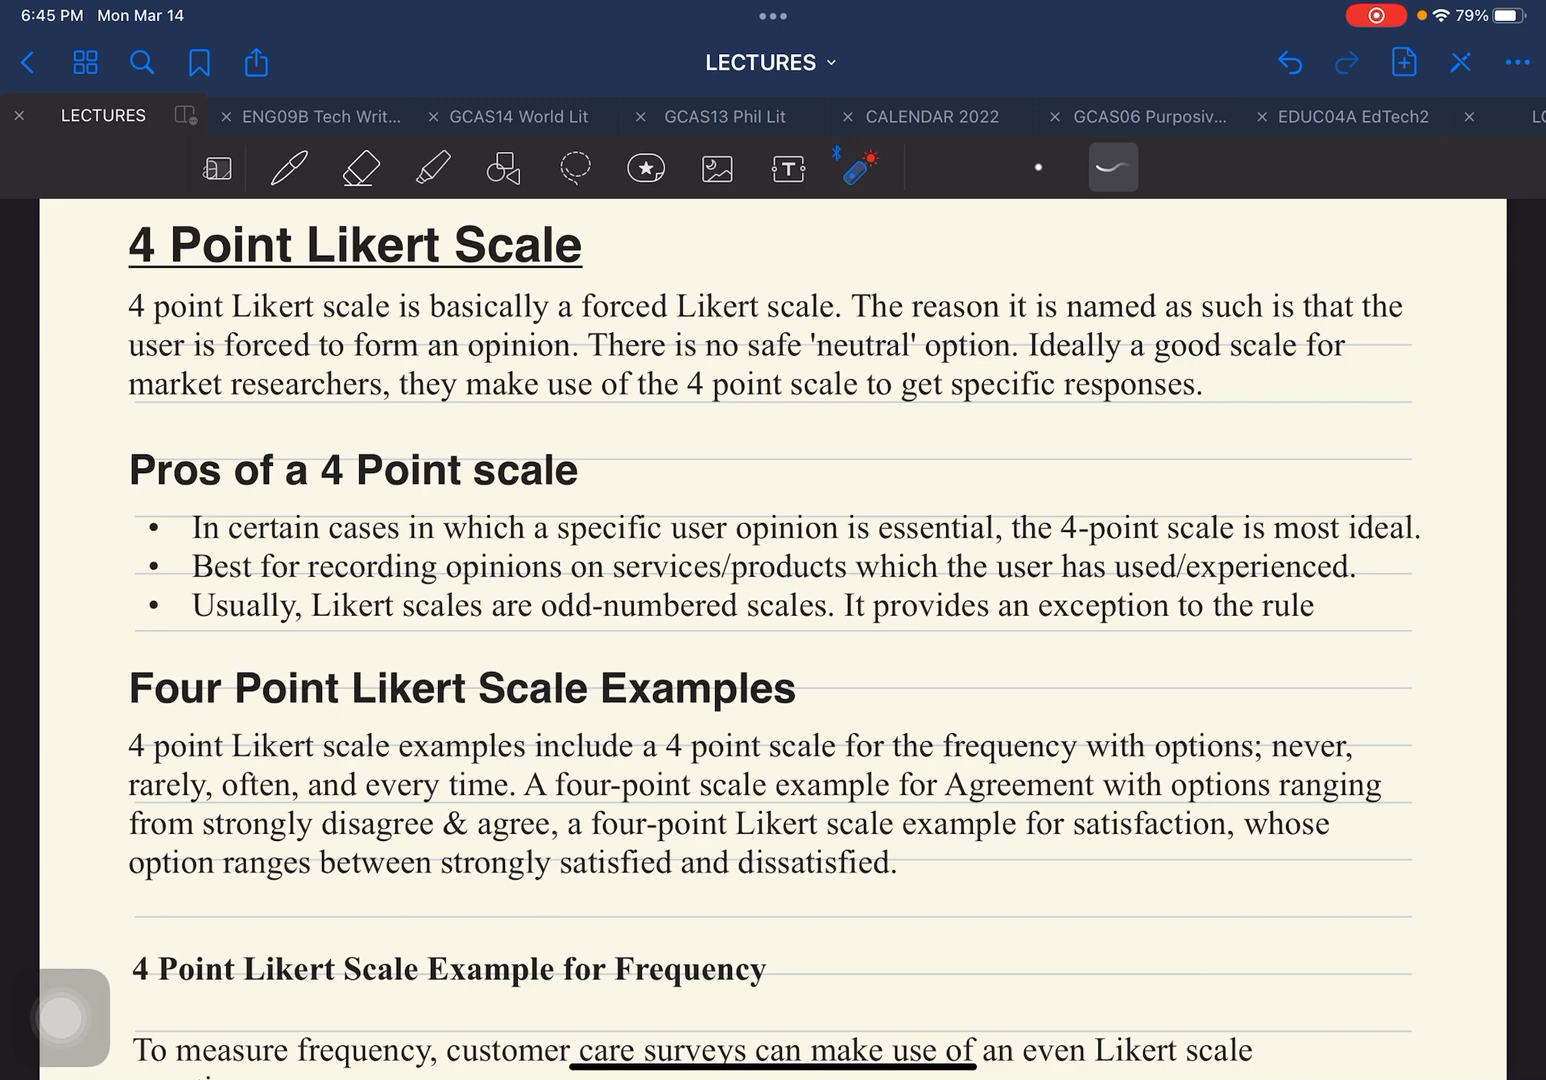 6:45 PM Mon Mar 14
79%
LECTURES
LECTURES
ENG09B Tech Writ...
GCAS14 World Lit
GCAS13 Phil Lit
CALENDAR 2022
GCAS06 Purposiv...
EDUC04A EdTech2
T
4 Point Likert Scale
4 point Likert scale is basically a forced Likert scale. The reason it is named as such is that the
user is forced to form an opinion. There is no safe 'neutral' option. Ideally a good scale for
market researchers, they make use of the 4 point scale to get specific responses.
Pros of a 4 Point scale
• In certain cases in which a specific user opinion is essential, the 4-point scale is most ideal.
• Best for recording opinions on services/products which the user has used/experienced.
• Usually, Likert scales are odd-numbered scales. It provides an exception to the rule
Four Point Likert Scale Examples
4 point Likert scale examples include a 4 point scale for the frequency with options; never,
rarely, often, and every time. A four-point scale example for Agreement with options ranging
from strongly disagree & agree, a four-point Likert scale example for satisfaction, whose
option ranges between strongly satisfied and dissatisfied.
4 Point Likert Scale Example for Frequency
To measure frequency, customer care surveys can make use of an even Likert scale